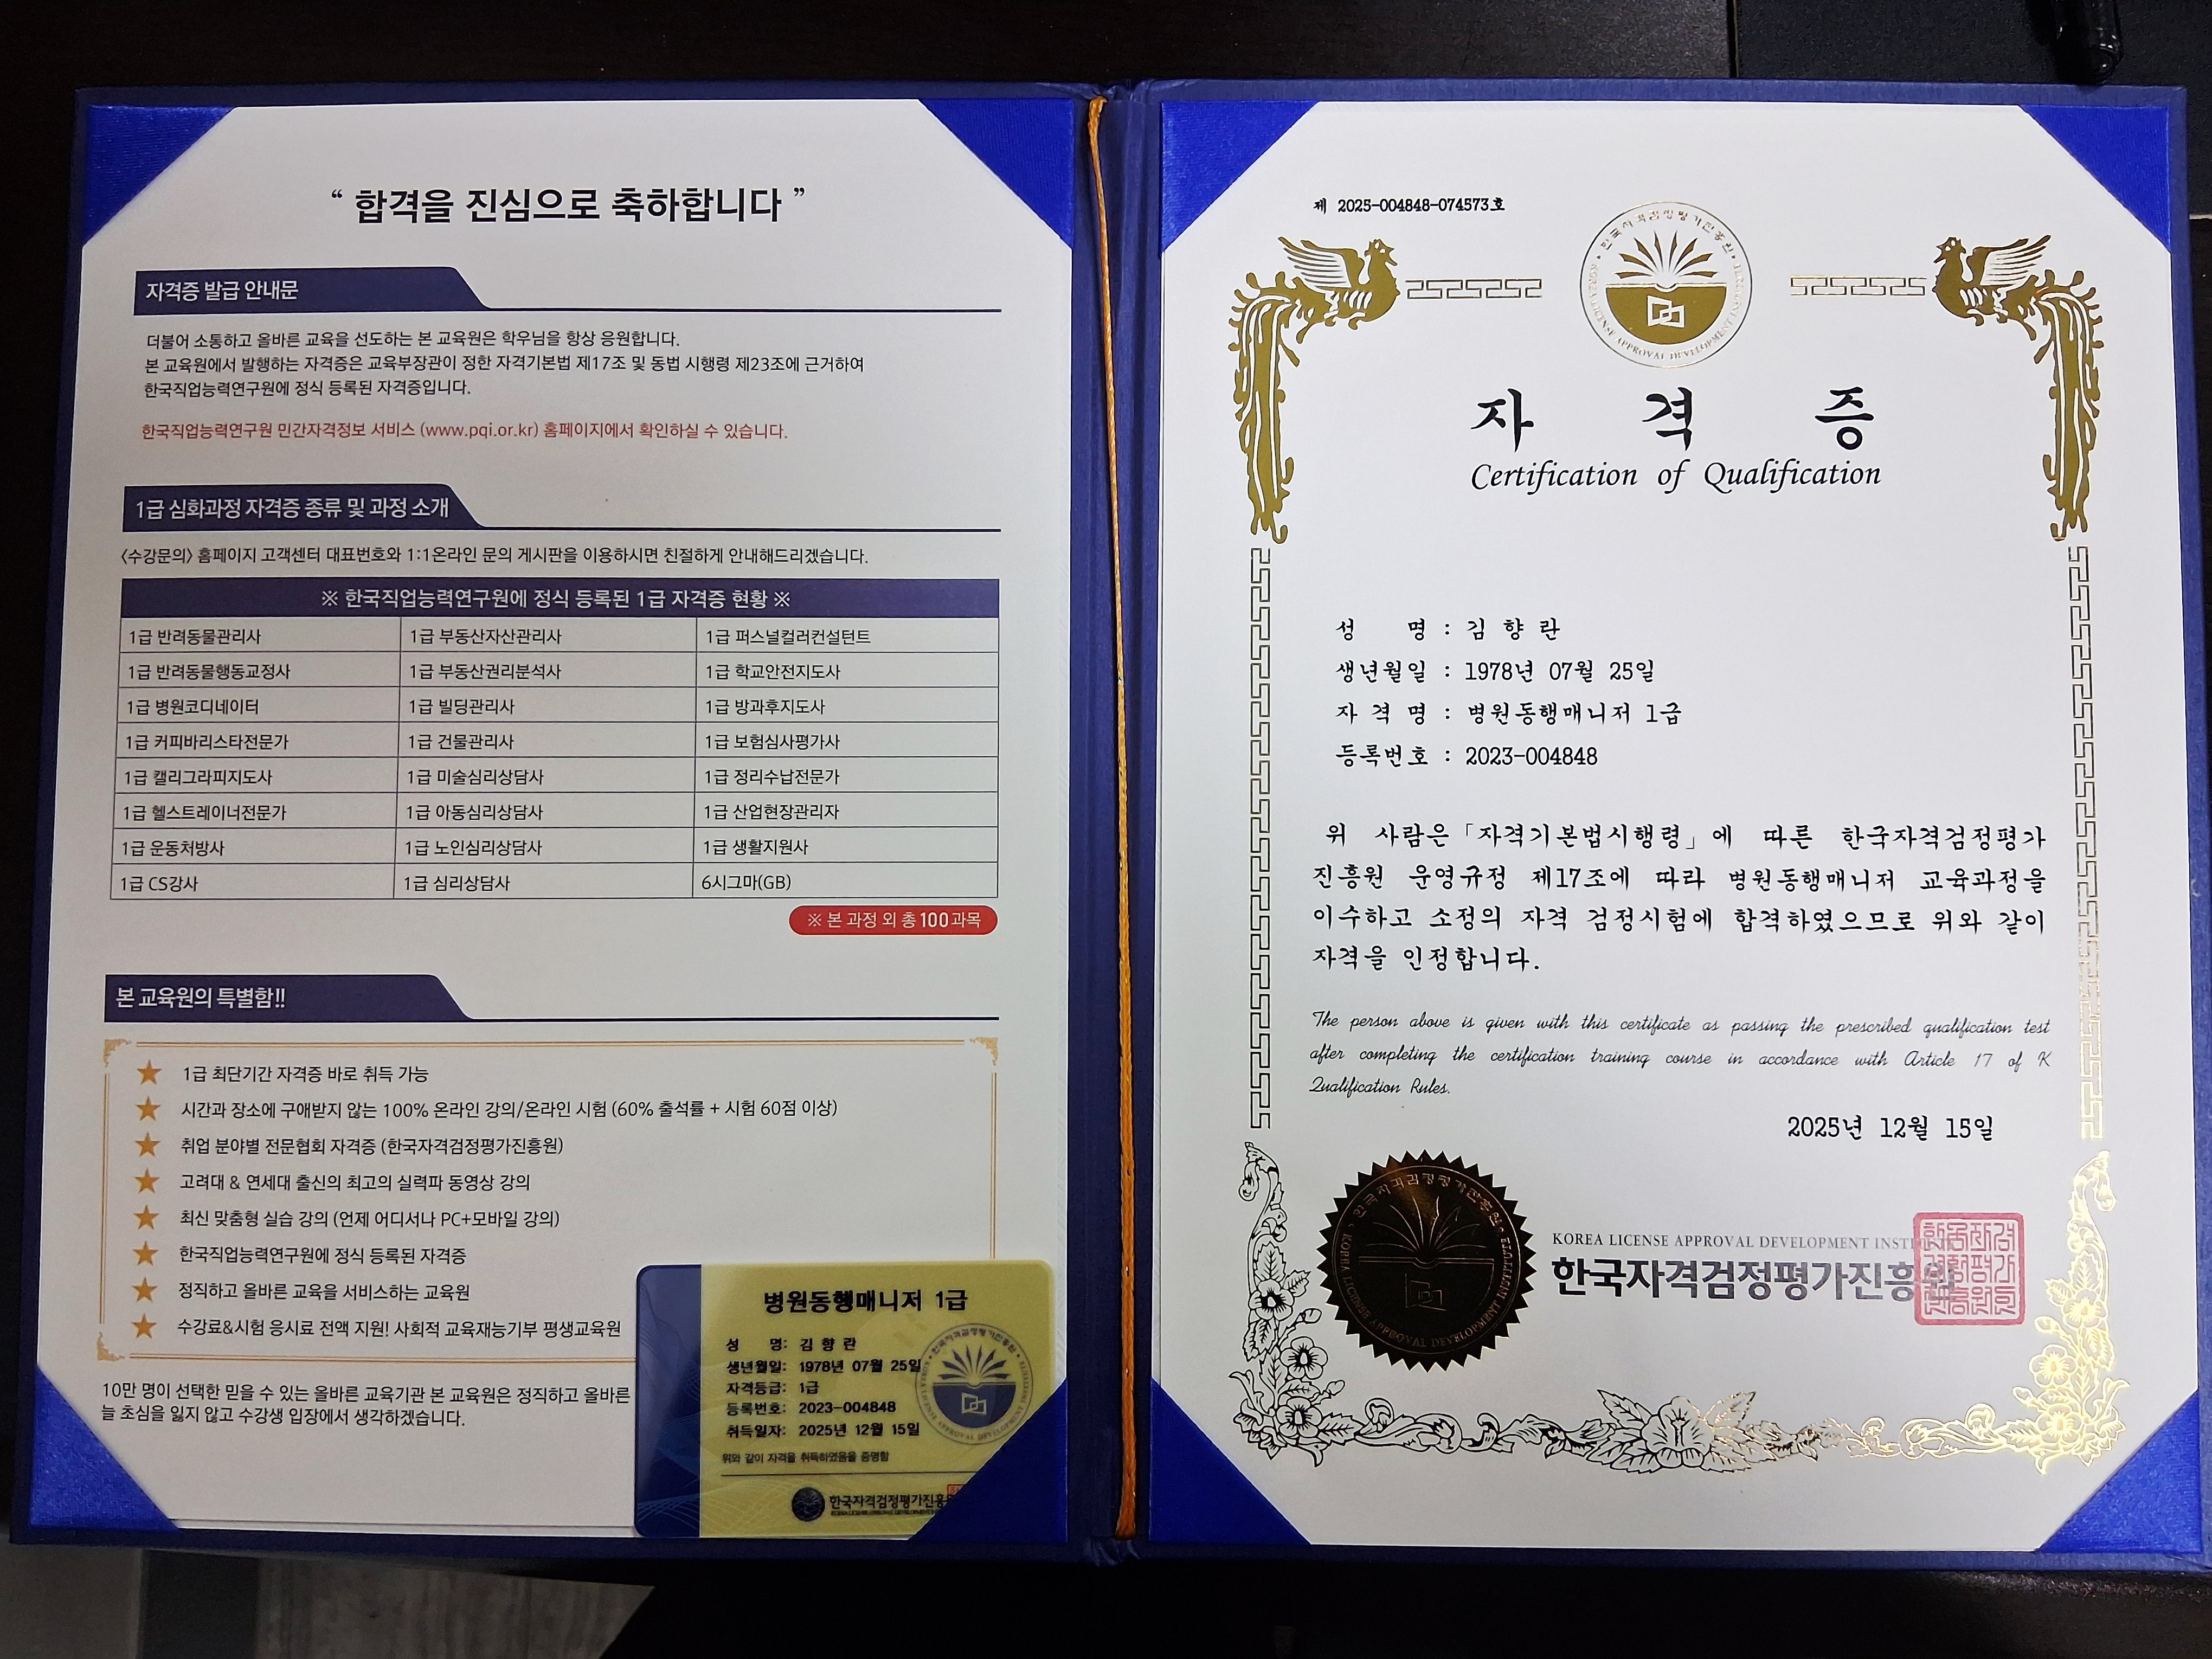 “ 합격을 진심으로 축하합니다 ”
자격증 발급 안내문
더불어 소통하고 올바른 교육을 선도하는 본 교육원은 학우님을 항상 응원합니다.
본 교육원에서 발행하는 자격증은 교육부장관이 정한 자격기본법 제17조 및 동법 시행령 제23조에 근거하여
한국직업능력연구원에 정식 등록된 자격증입니다.
한국직업능력연구원 민간자격정보 서비스 (www.pqi.or.kr) 홈페이지에서 확인하실 수 있습니다.
1급 심화과정 자격증 종류 및 과정 소개
〈수강문의〉 홈페이지 고객센터 대표번호와 1:1온라인 문의 게시판을 이용하시면 친절하게 안내해드리겠습니다.
※ 한국직업능력연구원에 정식 등록된 1급 자격증 현황 ※
1급 반려동물관리사 1급 부동산자산관리사 1급 퍼스널컬러컨설턴트
1급 반려동물행동교정사 1급 부동산권리분석사 1급 학교안전지도사
1급 병원코디네이터 1급 빌딩관리사 1급 방과후지도사
1급 커피바리스타전문가 1급 건물관리사 1급 보험심사평가사
1급 캘리그라피지도사 1급 미술심리상담사 1급 정리수납전문가
1급 헬스트레이너전문가 1급 아동심리상담사 1급 산업현장관리자
1급 운동처방사 1급 노인심리상담사 1급 생활지원사
1급 CS강사 1급 심리상담사 6시그마(GB)
※ 본 과정 외 총 100과목
본 교육원의 특별함!!
★ 1급 최단기간 자격증 바로 취득 가능
★ 시간과 장소에 구애받지 않는 100% 온라인 강의/온라인 시험 (60% 출석률 + 시험 60점 이상)
★ 취업 분야별 전문협회 자격증 (한국자격검정평가진흥원)
★ 고려대 & 연세대 출신의 최고의 실력파 동영상 강의
★ 최신 맞춤형 실습 강의 (언제 어디서나 PC+모바일 강의)
★ 한국직업능력연구원에 정식 등록된 자격증
★ 정직하고 올바른 교육을 서비스하는 교육원
★ 수강료&시험 응시료 전액 지원! 사회적 교육재능기부 평생교육원
10만 명이 선택한 믿을 수 있는 올바른 교육기관 본 교육원은 정직하고 올바른
늘 초심을 잃지 않고 수강생 입장에서 생각하겠습니다.
병원동행매니저 1급
성 명: 김 향 란
생년월일: 1978년 07월 25일
자격등급: 1급
등록번호: 2023-004848
취득일자: 2025년 12월 15일
위와 같이 자격을 취득하였음을 증명함
한국자격검정평가진흥
제 2025-004848-074573호
한국자격검정평가진흥원
KOREA LICENSE APPROVAL DEVELOPMENT INSTITUTE
자 격 증
Certification of Qualification
성 명 : 김 향 란
생년월일 : 1978년 07월 25일
자 격 명 : 병원동행매니저 1급
등록번호 : 2023-004848
위 사람은 「자격기본법시행령」에 따른 한국자격검정평가
진흥원 운영규정 제17조에 따라 병원동행매니저 교육과정을
이수하고 소정의 자격 검정시험에 합격하였으므로 위와 같이
자격을 인정합니다.
The person above is given with this certificate as passing the prescribed qualification test
after completing the certification training course in accordance with Article 17 of K
Qualification Rules.
2025년 12월 15일
KOREA LICENSE APPROVAL DEVELOPMENT INSTITUTE
한국자격검정평가진흥원